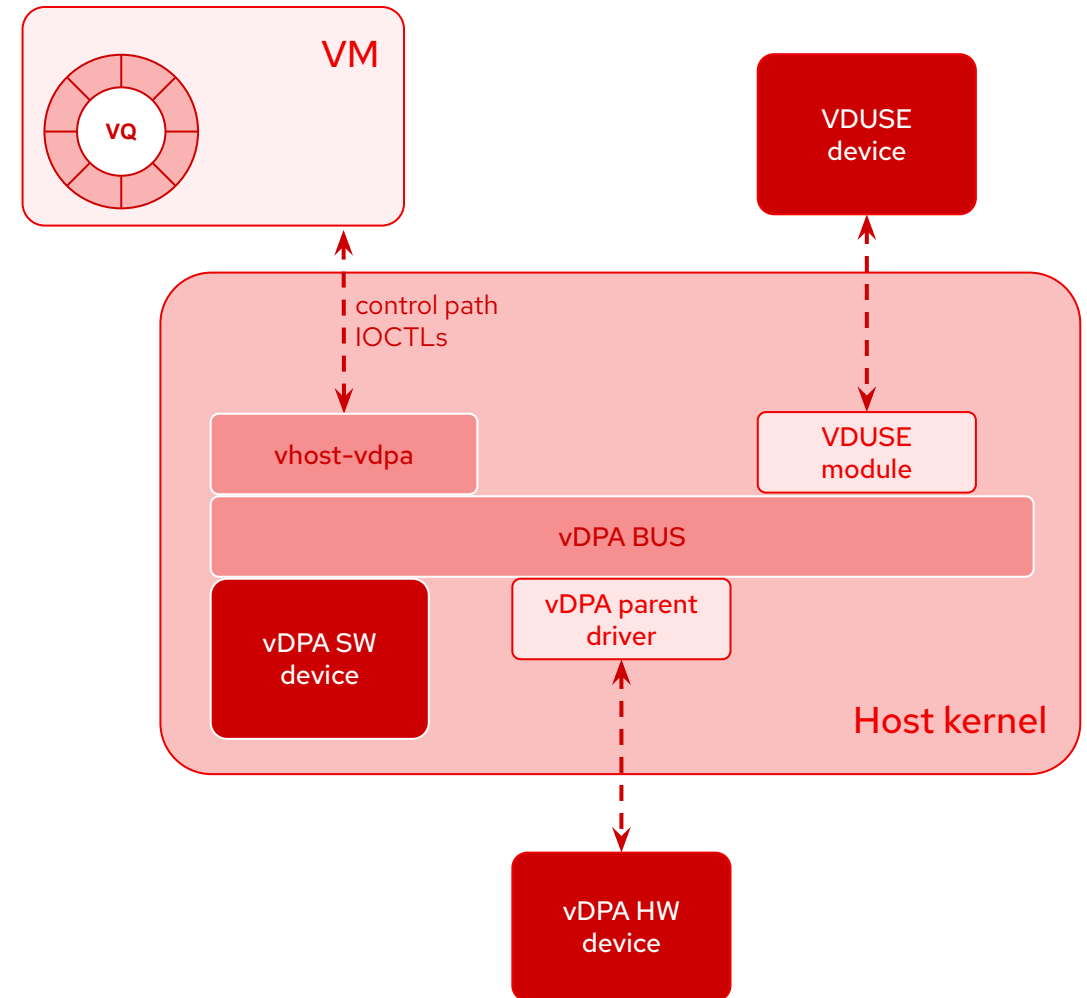 VM
VQ
VDUSE
device
control path
IOCTLs
vhost-vdpa
VDUSE
module
vDPA BUS
vDPA SW
device
vDPA parent
driver
Host kernel
vDPA HW
device